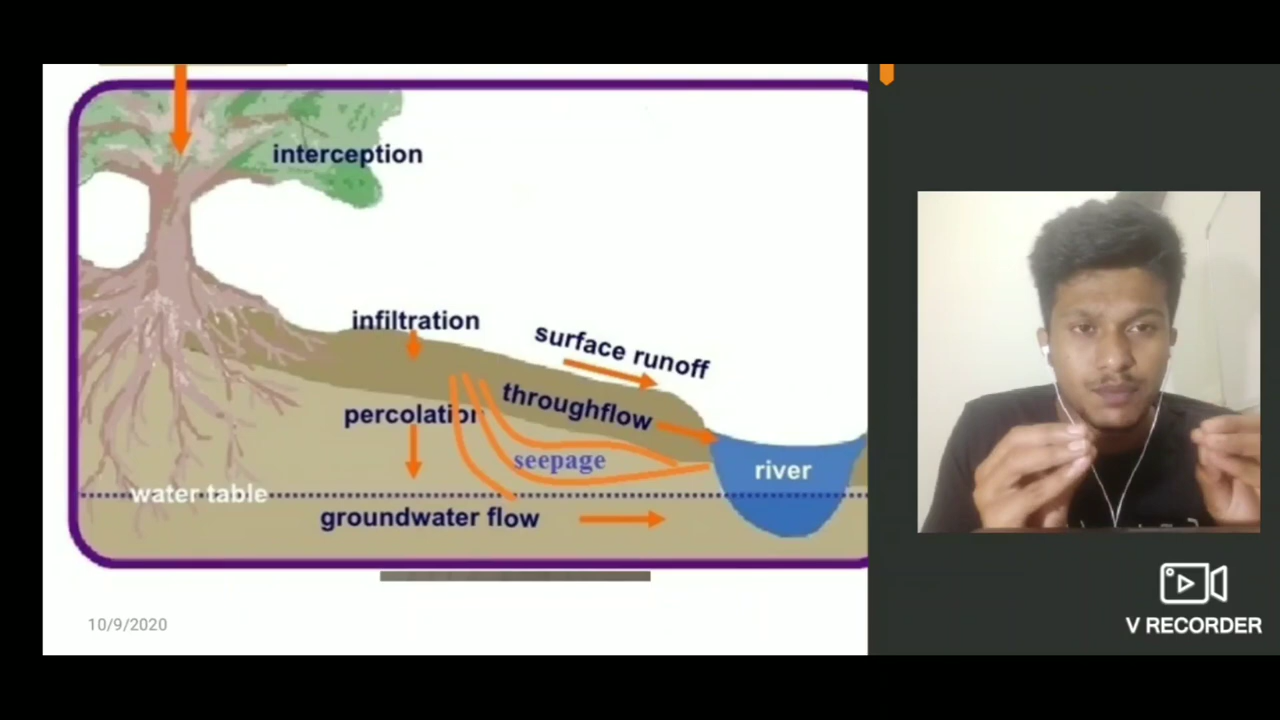 interception
infiltration
surface runoff
throughflow
percolation
seepage
river
water table
groundwater flow
10/9/2020
V RECORDER